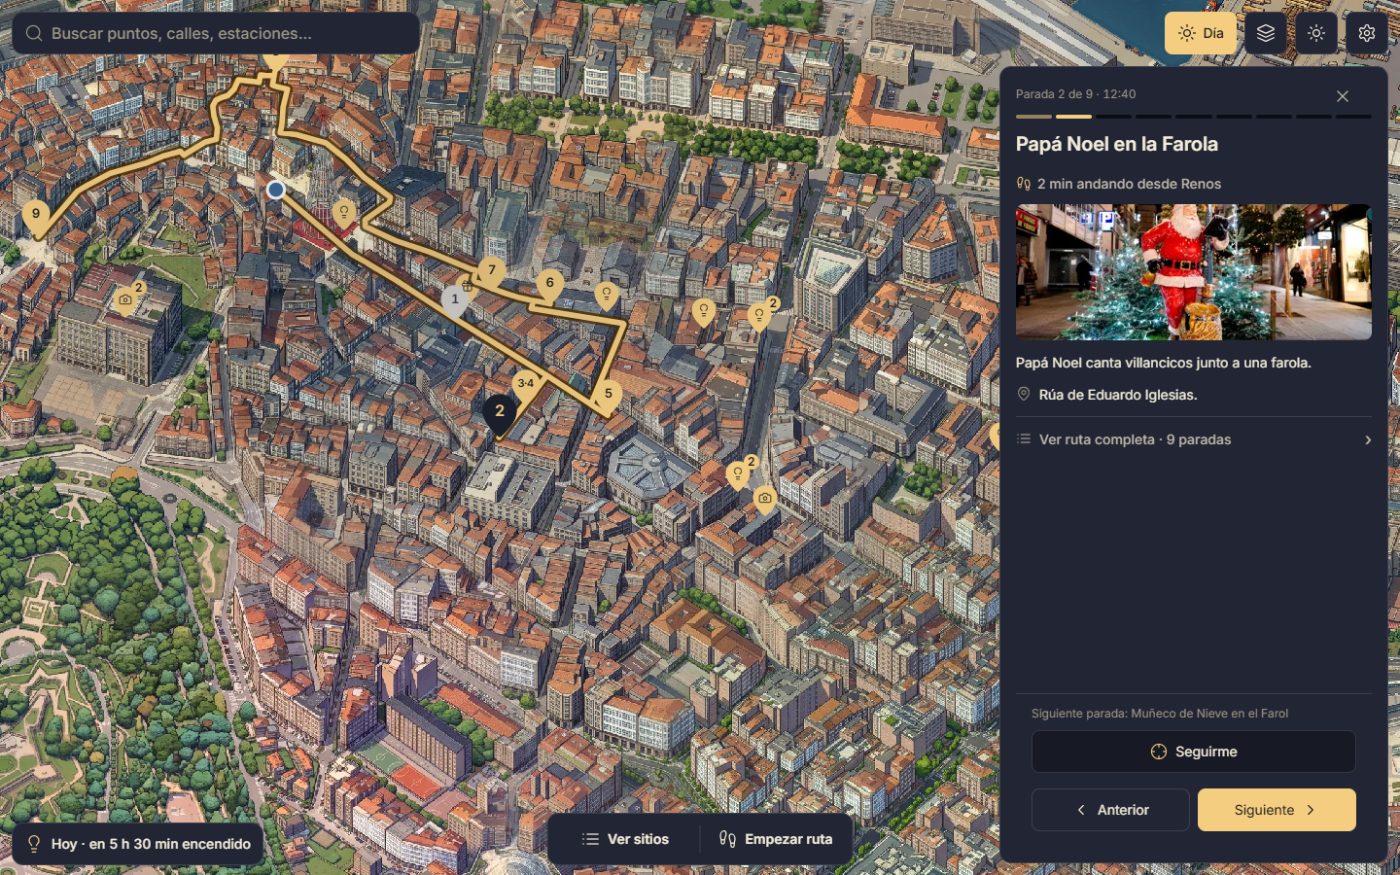 Buscar puntos, calles, estaciones...
Día
Parada 2 de 9 · 12:40
Papá Noel en la Farola
2 min andando desde Renos
P
Papá Noel canta villancicos junto a una farola.
Rúa de Eduardo Iglesias.
Ver ruta completa · 9 paradas
Siguiente parada: Muñeco de Nieve en el Farol
Seguirme
Anterior
Siguiente
9
2
7
6
1
2
3·4
5
2
2
Hoy · en 5 h 30 min encendido
Ver sitios
Empezar ruta